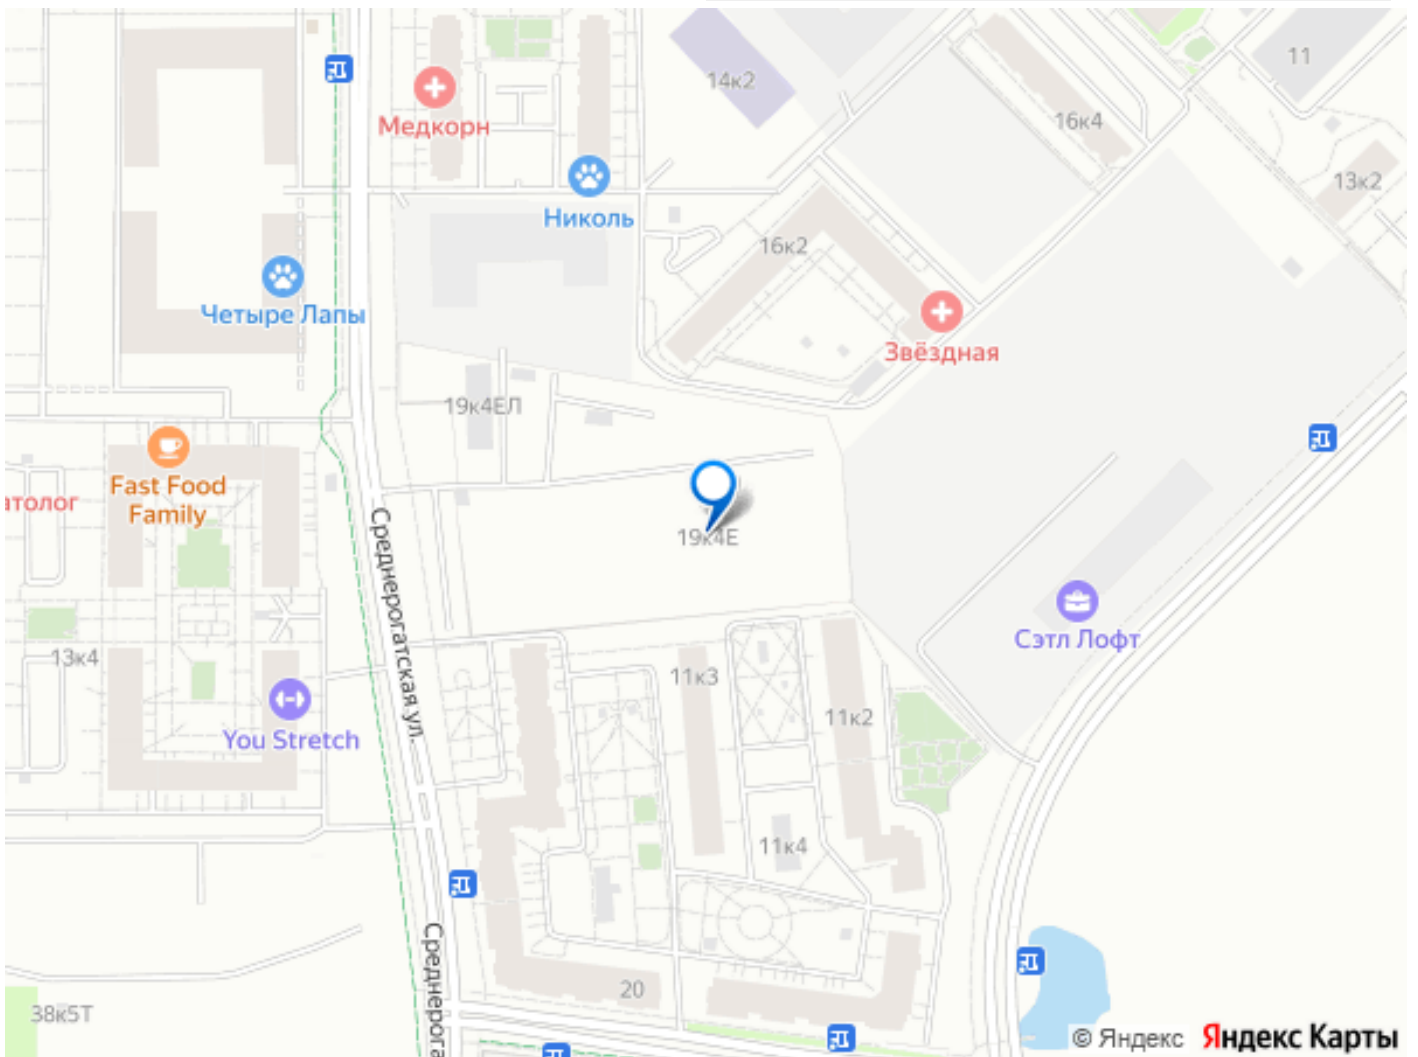 11
14к2
16к4
Медкорн
13к2
Николь
16к2
Четыре Лапы
Звёздная
19к4ЕЛ
Fast Food
Family
атолог
19к4Е
Среднерогатская ул.
Сэтл Лофт
13к4
11к3
11к2
You Stretch
11к4
Среднерога
20
38к5Т
© Яндекс Яндекс Карты